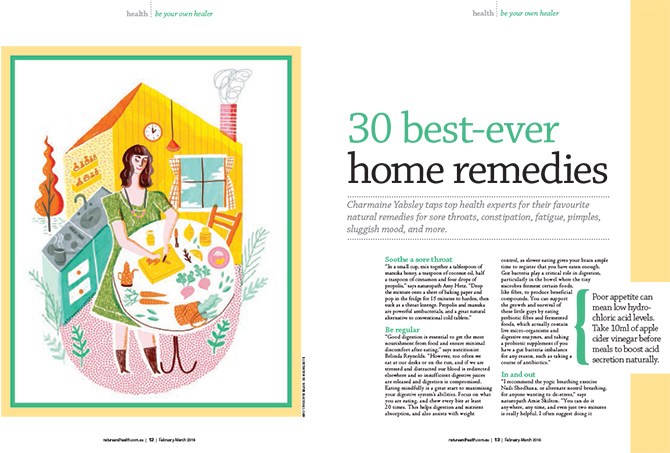 health be your own healer
health be your own healer
30 best-ever
home remedies
Charmaine Yabsley taps top health experts for their favourite
natural remedies for sore throats, constipation, fatigue, pimples,
sluggish mood, and more.
Soothe a sore throat
"In a small cup, mix together a tablespoon of
manuka honey, a teaspoon of coconut oil, half
a teaspoon of cinnamon and four drops of
propolis," says naturopath Amy Hotz. "Drop
the mixture onto a sheet of baking paper and
pop in the fridge for 15 minutes to harden, then
suck as a throat lozenge. Propolis and manuka
are powerful antibacterials, and a great natural
alternative to conventional cold tablets."
Be regular
"Good digestion is essential to get the most
nourishment from food and ensure minimal
discomfort after eating," says nutritionist
Belinda Reynolds. "However, too often we
eat at our desks or on the run, and if we are
stressed and distracted our blood is redirected
elsewhere and so insufficient digestive juices
are released and digestion is compromised.
Eating mindfully is a great start to maximising
your digestive system's abilities. Focus on what
you are eating, and chew every bite at least
20 times. This helps digestion and nutrient
absorption, and also assists with weight
control, as slower eating gives your brain ample
time to register that you have eaten enough.
Gut bacteria play a critical role in digestion,
particularly in the bowel where the tiny
microbes ferment certain foods,
like fibre, to produce beneficial
compounds. You can support
the growth and survival of
these little guys by eating
prebiotic fibre and fermented
foods, which actually contain
live micro-organisms and
digestive enzymes, and taking
a probiotic supplement if you
have a gut bacteria imbalance
for any reason, such as taking a
course of antibiotics."
In and out
"I recommend the yogic breathing exercise
Nadi Shodhana, or alternate nostril breathing,
for anyone wanting to de-stress," says
naturopath Amie Skilton. "You can do it
anywhere, any time, and even just two minutes
is really helpful. I often suggest doing it
Poor appetite can
mean low hydro-
chloric acid levels.
Take 10ml of apple
cider vinegar before
meals to boost acid
secretion naturally.
natureandhealth.com.au | 12 | February-March 2016
natureandhealth.com.au | 13 | February-March 2016